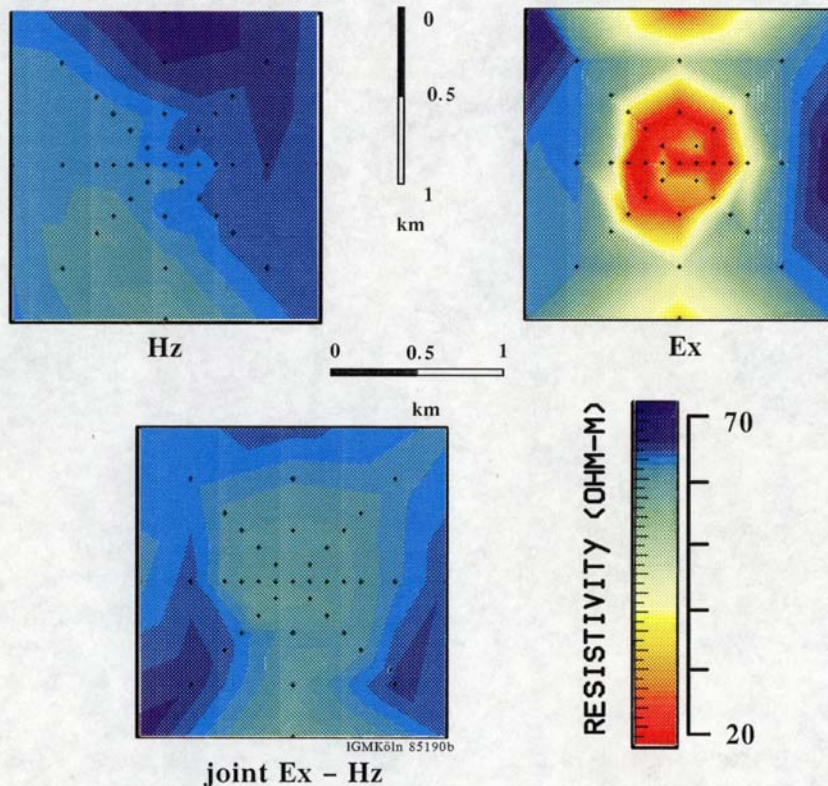 0
0.5
1
km
Hz
Ex
0 0.5 1
km
RESISTIVITY (OHM-M)
70
20
IGMKöln 85190b
joint Ex – Hz